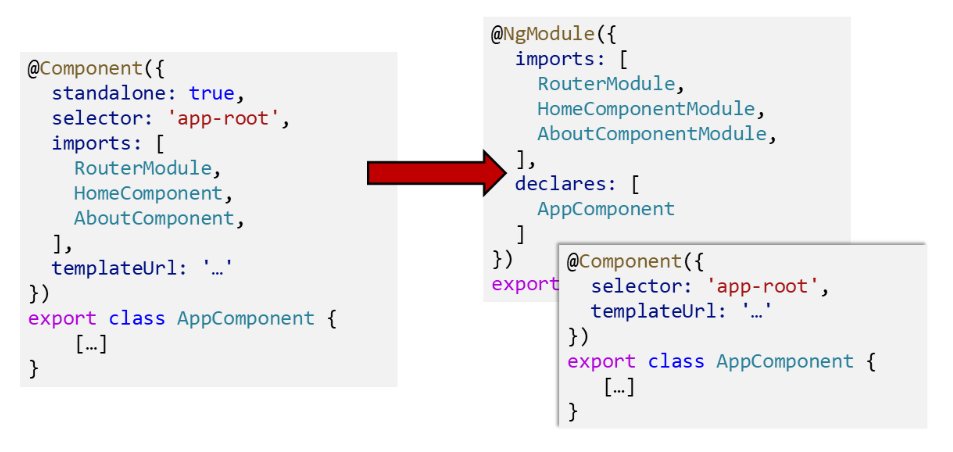 @Component({
standalone: true,
selector: 'app-root',
imports: [
RouterModule,
HomeComponent,
AboutComponent,
],
templateUrl: '…'
})
export class AppComponent {
[…]
}
@NgModule({
imports: [
RouterModule,
HomeComponentModule,
AboutComponentModule,
],
declares: [
AppComponent
]
})
export
@Component({
selector: 'app-root',
templateUrl: '…'
})
export class AppComponent {
[…]
}